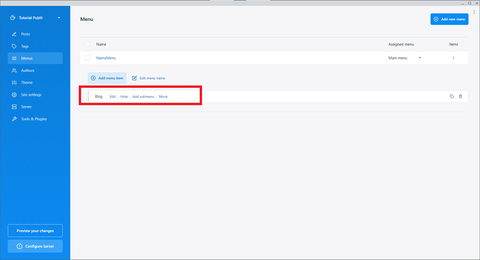 Tutorial Publii
Menu
Add new menu
Posts
Tags
Menus
Authors
Theme
Site settings
Server
Tools & Plugins
Name
Assigned menu
Items
Main menu
1
Add menu item
Edit menu name
Blog Edit Hide Add submenu Move
Preview your changes
Configure Server